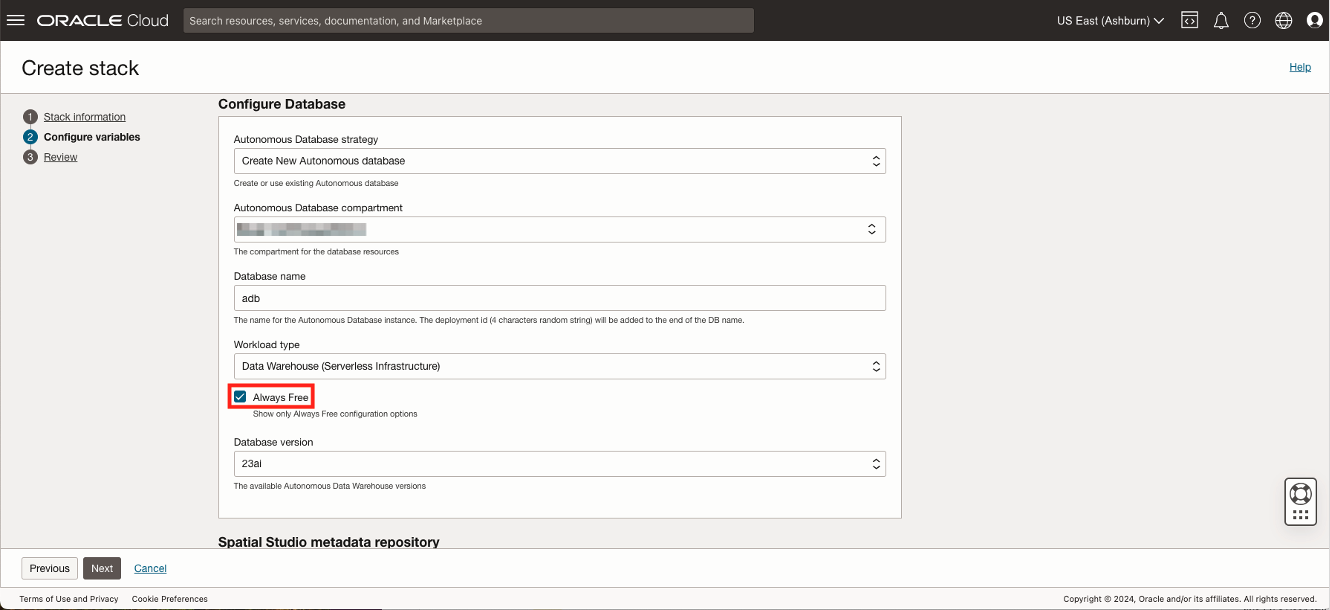 ORACLE Cloud
Search resources, services, documentation, and Marketplace
US East (Ashburn)
Create stack
Help
1 Stack information
2 Configure variables
3 Review
Configure Database
Autonomous Database strategy
Create New Autonomous database
Create or use existing Autonomous database
Autonomous Database compartment
The compartment for the database resources
Database name
adb
The name for the Autonomous Database instance. The deployment id (4 characters random string) will be added to the end of the DB name.
Workload type
Data Warehouse (Serverless Infrastructure)
Always Free
Show only Always Free configuration options
Database version
23ai
The available Autonomous Data Warehouse versions
Spatial Studio metadata repository
Previous
Next
Cancel
Terms of Use and Privacy
Cookie Preferences
Copyright © 2024, Oracle and/or its affiliates. All rights reserved.